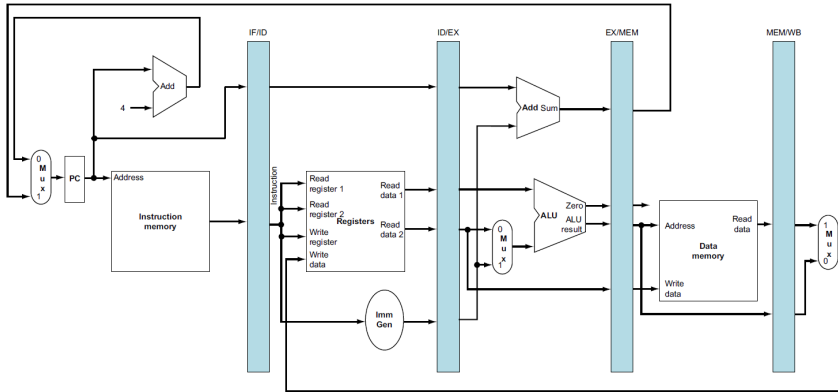 IF/ID
ID/EX
EX/MEM
MEM/WB
Add
4
Add Sum
0
M
u
x
1
PC
Address
Instruction
memory
Instruction
Read
register 1
Read
register 2
Write
register
Write
data
Registers
Read
data 1
Read
data 2
Imm
Gen
0
M
u
x
1
ALU
Zero
ALU
result
Address
Read
data
Data
memory
Write
data
1
M
u
x
0